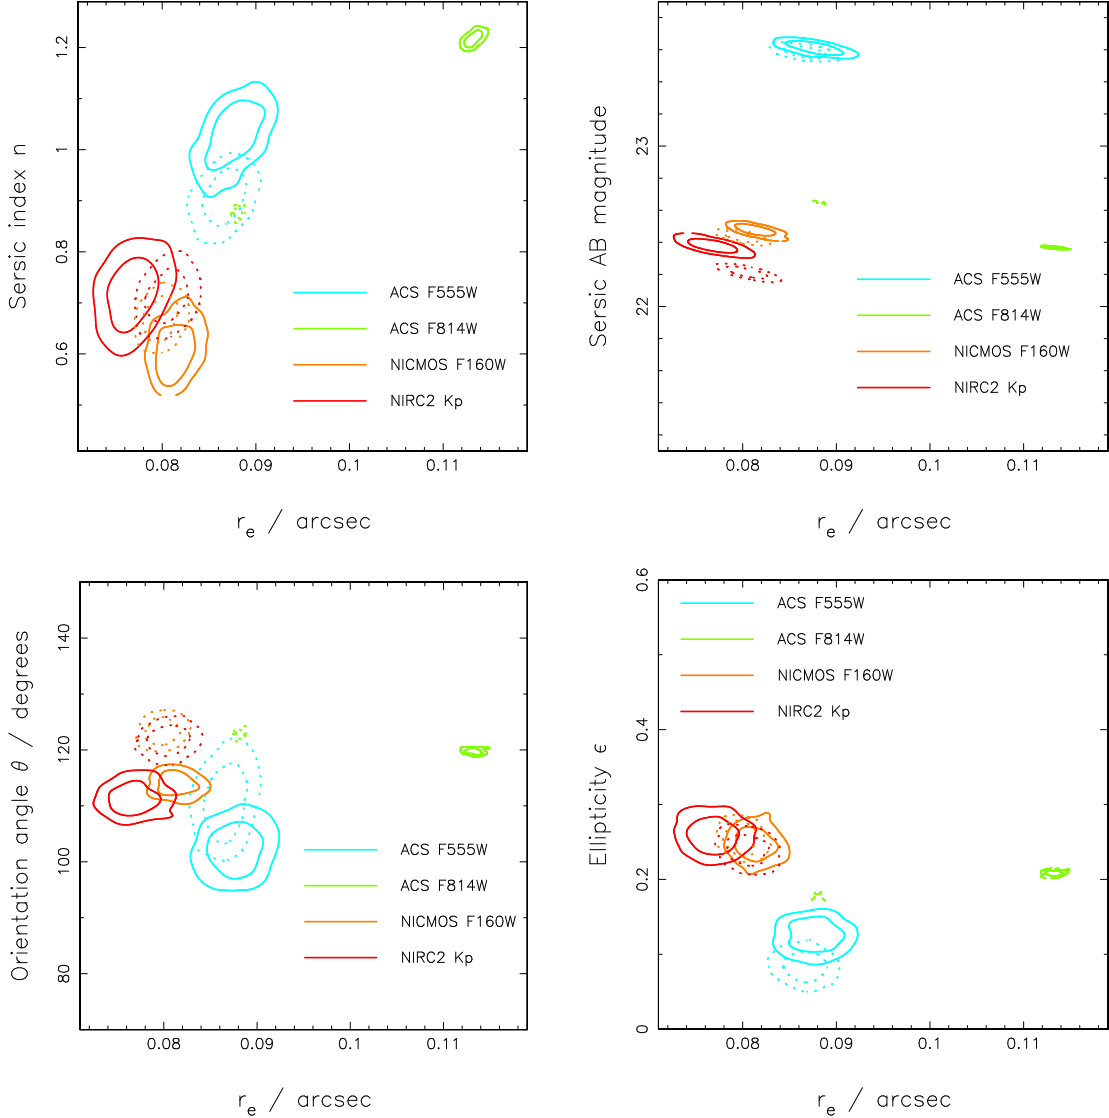 1.2
1
0.8
0.6
Sersic index n
ACS F555W
ACS F814W
NICMOS F160W
NIRC2 Kp
0.08
0.09
0.1
0.11
r_e / arcsec
23
22
Sersic AB magnitude
ACS F555W
ACS F814W
NICMOS F160W
NIRC2 Kp
0.08
0.09
0.1
0.11
r_e / arcsec
140
120
100
80
Orientation angle θ / degrees
ACS F555W
ACS F814W
NICMOS F160W
NIRC2 Kp
0.08
0.09
0.1
0.11
r_e / arcsec
0.6
0.4
0.2
0
Ellipticity ϵ
ACS F555W
ACS F814W
NICMOS F160W
NIRC2 Kp
0.08
0.09
0.1
0.11
r_e / arcsec